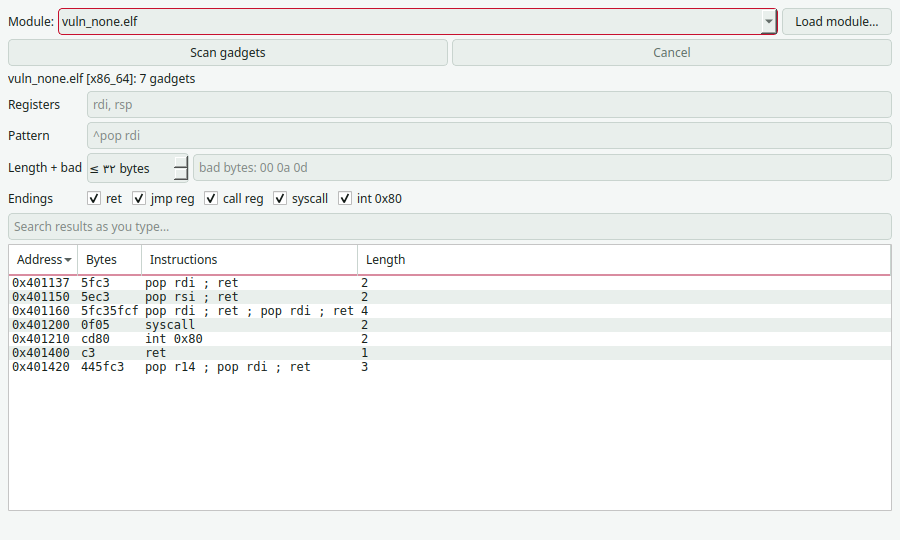 Module: vuln_none.elf Load module...
Scan gadgets Cancel
vuln_none.elf [x86_64]: 7 gadgets
Registers rdi, rsp
Pattern ^pop rdi
Length + bad ≤ ۳۲ bytes bad bytes: 00 0a 0d
Endings ret jmp reg call reg syscall int 0x80
Search results as you type...
Address Bytes Instructions Length
0x401137 5fc3 pop rdi ; ret 2
0x401150 5ec3 pop rsi ; ret 2
0x401160 5fc35fcf pop rdi ; ret ; pop rdi ; ret 4
0x401200 0f05 syscall 2
0x401210 cd80 int 0x80 2
0x401400 c3 ret 1
0x401420 445fc3 pop r14 ; pop rdi ; ret 3